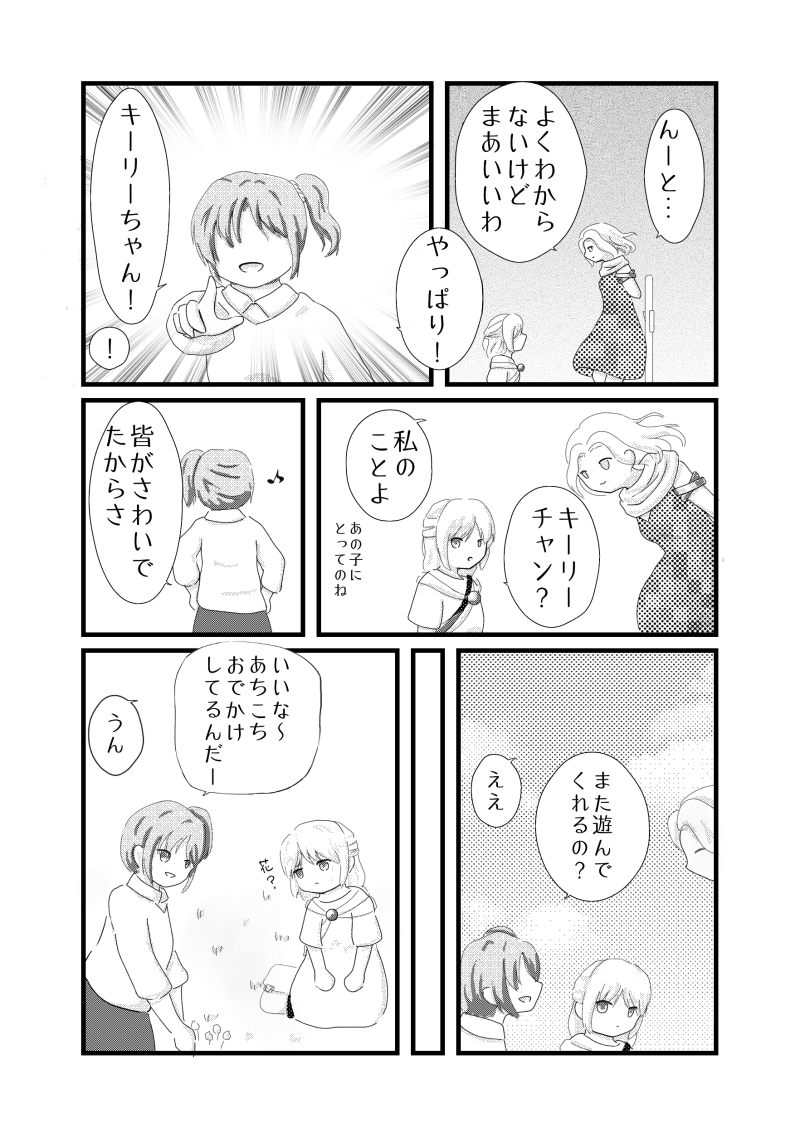 んーと…
よくわから
ないけど
まあいいわ
やっぱり！
キーリーちゃん！
！
キーリー
チャン？
私の
ことよ
あの子に
とってのね
♪
皆がさわいで
たからさ
また遊んで
くれるの？
ええ
いいな～
あちこち
おでかけ
してるんだー
花？
うん